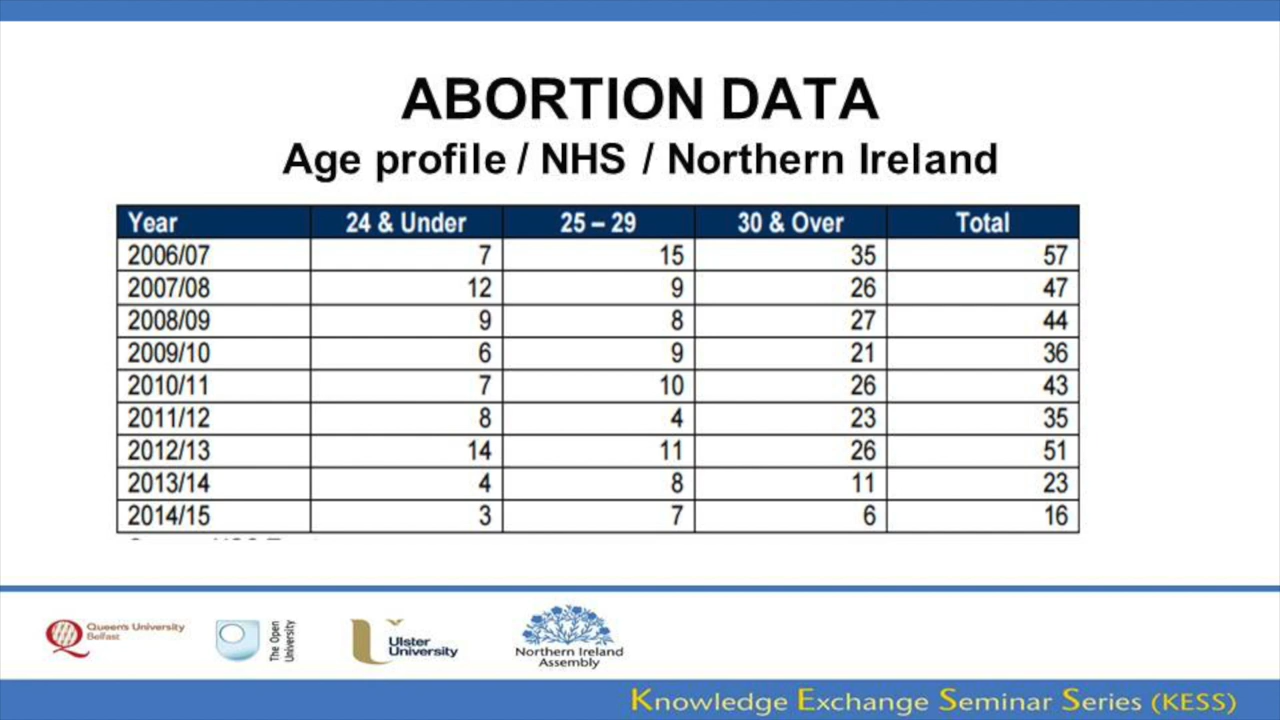 ABORTION DATA
Age profile / NHS / Northern Ireland
Year 24 & Under 25 – 29 30 & Over Total
2006/07 7 15 35 57
2007/08 12 9 26 47
2008/09 9 8 27 44
2009/10 6 9 21 36
2010/11 7 10 26 43
2011/12 8 4 23 35
2012/13 14 11 26 51
2013/14 4 8 11 23
2014/15 3 7 6 16
Queen's University
Belfast
The Open
University
Ulster
University
Northern Ireland
Assembly
Knowledge Exchange Seminar Series (KESS)